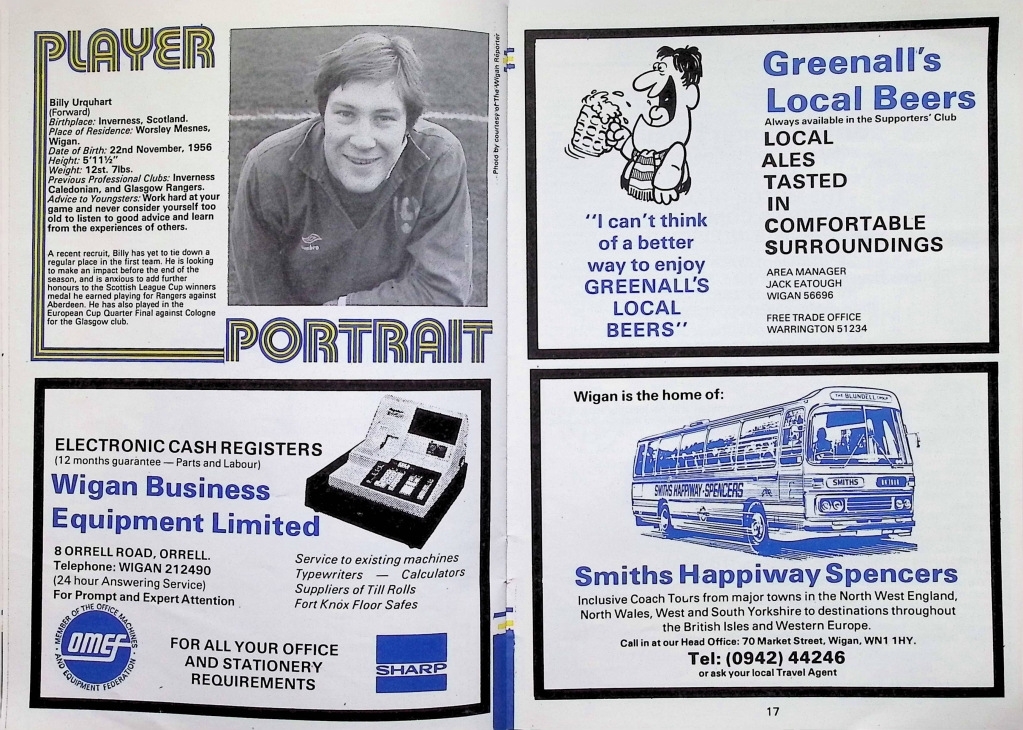 PLAYER
Billy Urquhart
(Forward)
Birthplace: Inverness, Scotland.
Place of Residence: Worsley Mesnes,
Wigan.
Date of Birth: 22nd November, 1956
Height: 5'11½"
Weight: 12st. 7lbs.
Previous Professional Clubs: Inverness
Caledonian, and Glasgow Rangers.
Advice to Youngsters: Work hard at your
game and never consider yourself too
old to listen to good advice and learn
from the experiences of others.
A recent recruit, Billy has yet to tie down a
regular place in the first team. He is looking
to make an impact before the end of the
season, and is anxious to add further
honours to the Scottish League Cup winners
medal he earned playing for Rangers against
Aberdeen. He has also played in the
European Cup Quarter Final against Cologne
for the Glasgow club.
Photo by courtesy of The Wigan Reporter
umbro
PORTRAIT
ELECTRONIC CASH REGISTERS
(12 months guarantee — Parts and Labour)
Wigan Business
Equipment Limited
8 ORRELL ROAD, ORRELL.
Telephone: WIGAN 212490
(24 hour Answering Service)
For Prompt and Expert Attention
Service to existing machines
Typewriters — Calculators
Suppliers of Till Rolls
Fort Knox Floor Safes
MEMBER OF THE OFFICE MACHINES
OMEF
AND EQUIPMENT FEDERATION
FOR ALL YOUR OFFICE
AND STATIONERY
REQUIREMENTS
SHARP
Greenall's
Local Beers
Always available in the Supporters' Club
LOCAL
ALES
TASTED
IN
COMFORTABLE
SURROUNDINGS
"I can't think
of a better
way to enjoy
GREENALL'S
LOCAL
BEERS"
AREA MANAGER
JACK EATOUGH
WIGAN 56696
FREE TRADE OFFICE
WARRINGTON 51234
Wigan is the home of:
THE BLUNDELL GROUP
SMITHS HAPPIWAY-SPENCERS
SMITHS
Smiths Happiway Spencers
Inclusive Coach Tours from major towns in the North West England,
North Wales, West and South Yorkshire to destinations throughout
the British Isles and Western Europe.
Call in at our Head Office: 70 Market Street, Wigan, WN1 1HY.
Tel: (0942) 44246
or ask your local Travel Agent
17